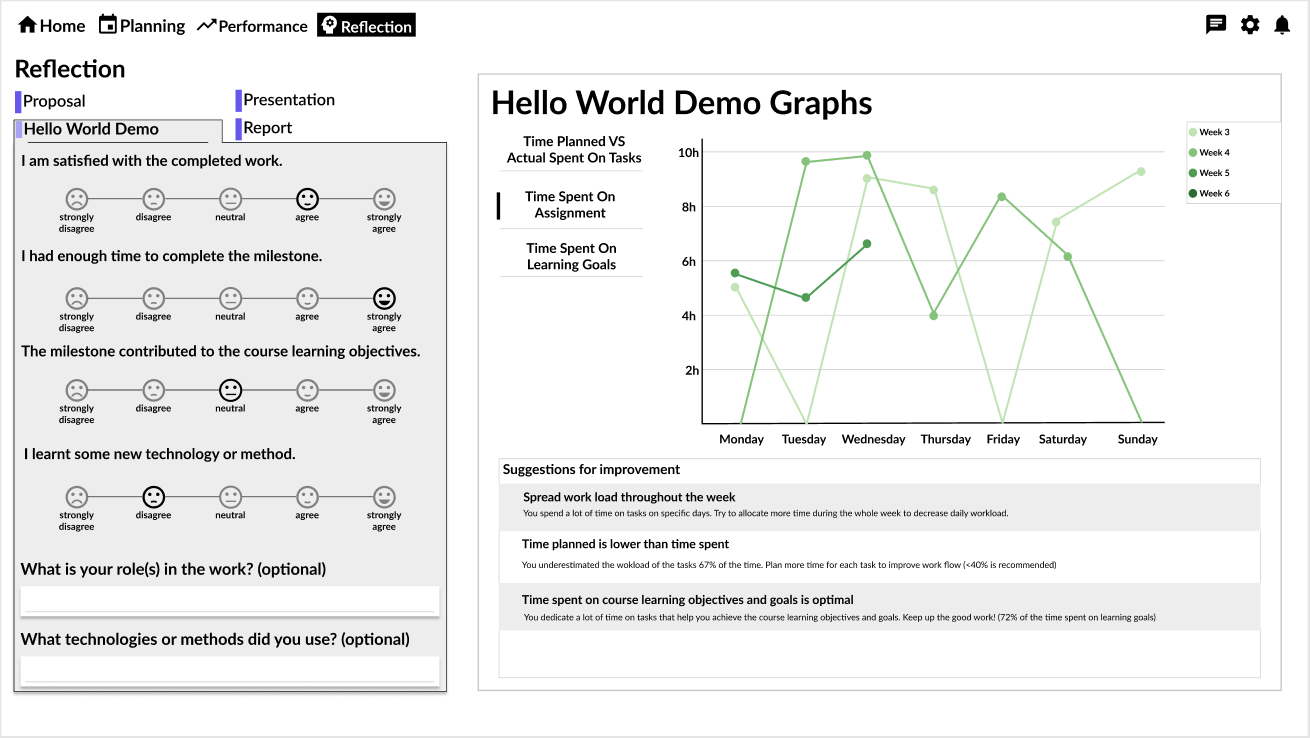 Home Planning Performance Reflection
Reflection
Proposal
Presentation
Hello World Demo
Report
I am satisfied with the completed work.
strongly disagree neutral agree strongly
disagree agree
I had enough time to complete the milestone.
strongly disagree neutral agree strongly
disagree agree
The milestone contributed to the course learning objectives.
strongly disagree neutral agree strongly
disagree agree
I learnt some new technology or method.
strongly disagree neutral agree strongly
disagree agree
What is your role(s) in the work? (optional)
What technologies or methods did you use? (optional)
Hello World Demo Graphs
Time Planned VS
Actual Spent On Tasks
Time Spent On
Assignment
Time Spent On
Learning Goals
10h
8h
6h
4h
2h
Monday Tuesday Wednesday Thursday Friday Saturday Sunday
Week 3
Week 4
Week 5
Week 6
Suggestions for improvement
Spread work load throughout the week
You spend a lot of time on tasks on specific days. Try to allocate more time during the whole week to decrease daily workload.
Time planned is lower than time spent
You underestimated the wokload of the tasks 67% of the time. Plan more time for each task to improve work flow (<40% is recommended)
Time spent on course learning objectives and goals is optimal
You dedicate a lot of time on tasks that help you achieve the course learning objectives and goals. Keep up the good work! (72% of the time spent on learning goals)